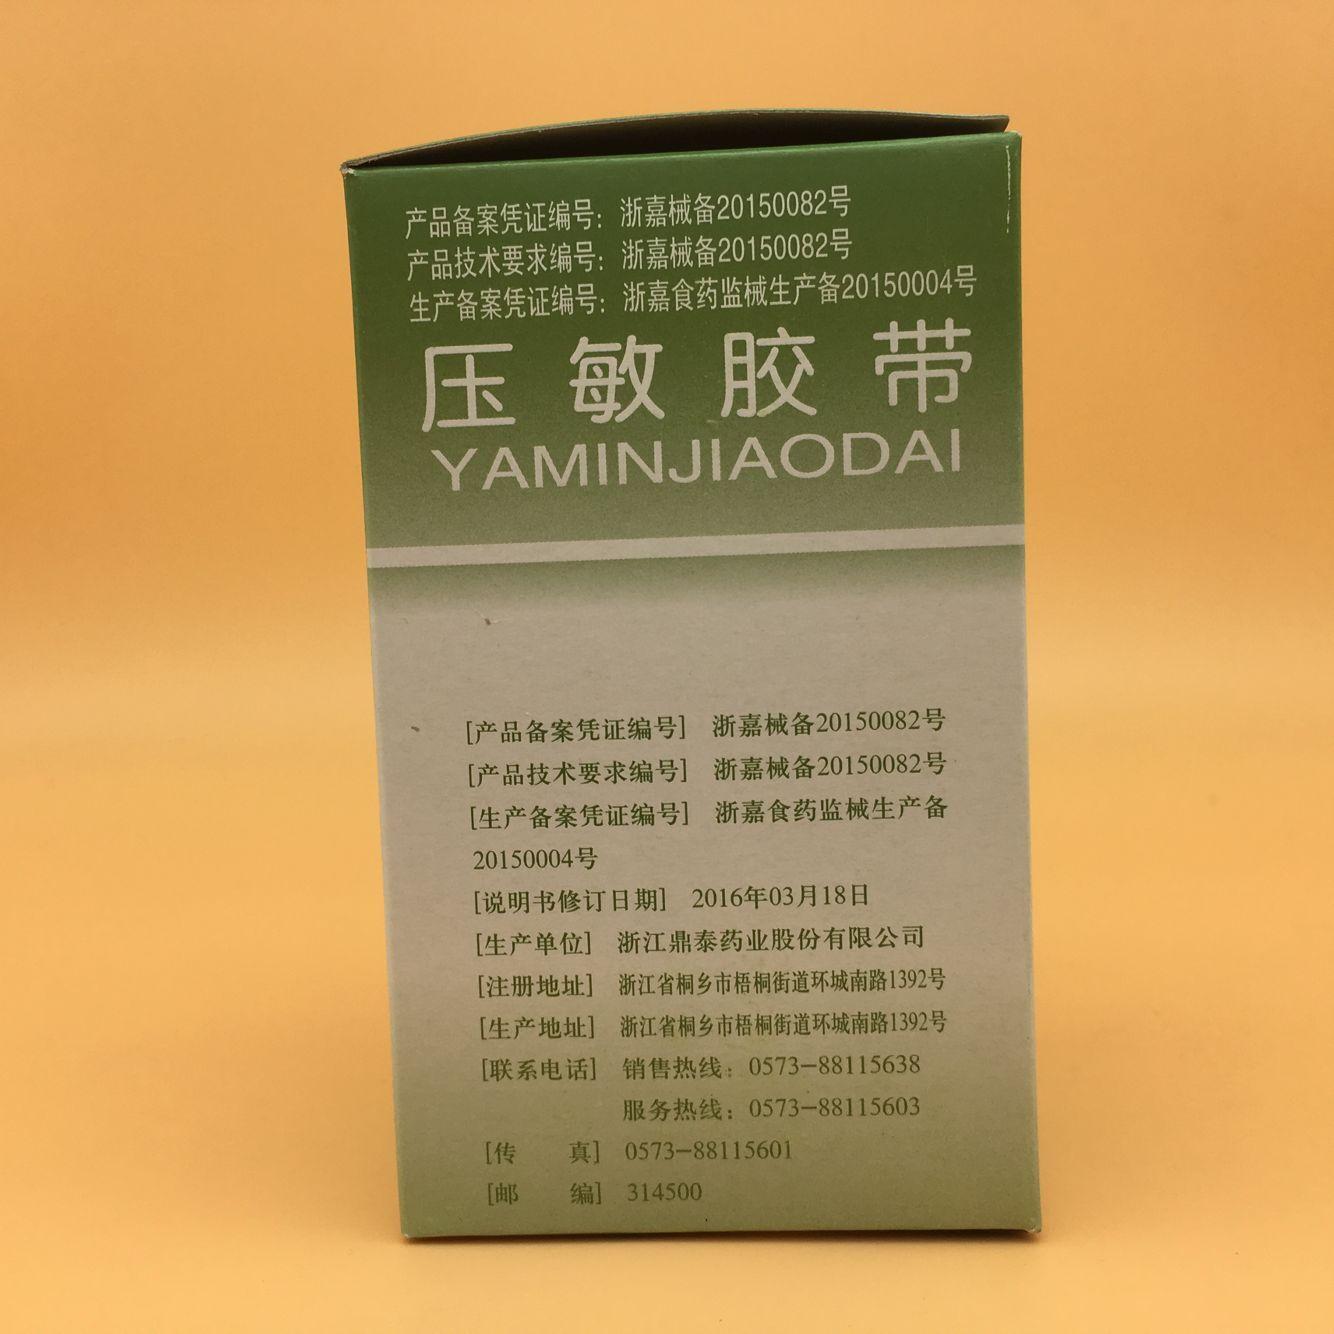 产品备案凭证编号：浙嘉械备20150082号
产品技术要求编号：浙嘉械备20150082号
生产备案凭证编号：浙嘉食药监械生产备20150004号
压敏胶带
YAMINJIAODAI
[产品备案凭证编号] 浙嘉械备20150082号
[产品技术要求编号] 浙嘉械备20150082号
[生产备案凭证编号] 浙嘉食药监械生产备
20150004号
[说明书修订日期] 2016年03月18日
[生产单位] 浙江鼎泰药业股份有限公司
[注册地址] 浙江省桐乡市梧桐街道环城南路1392号
[生产地址] 浙江省桐乡市梧桐街道环城南路1392号
[联系电话] 销售热线：0573-88115638
服务热线：0573-88115603
[传 真] 0573-88115601
[邮 编] 314500